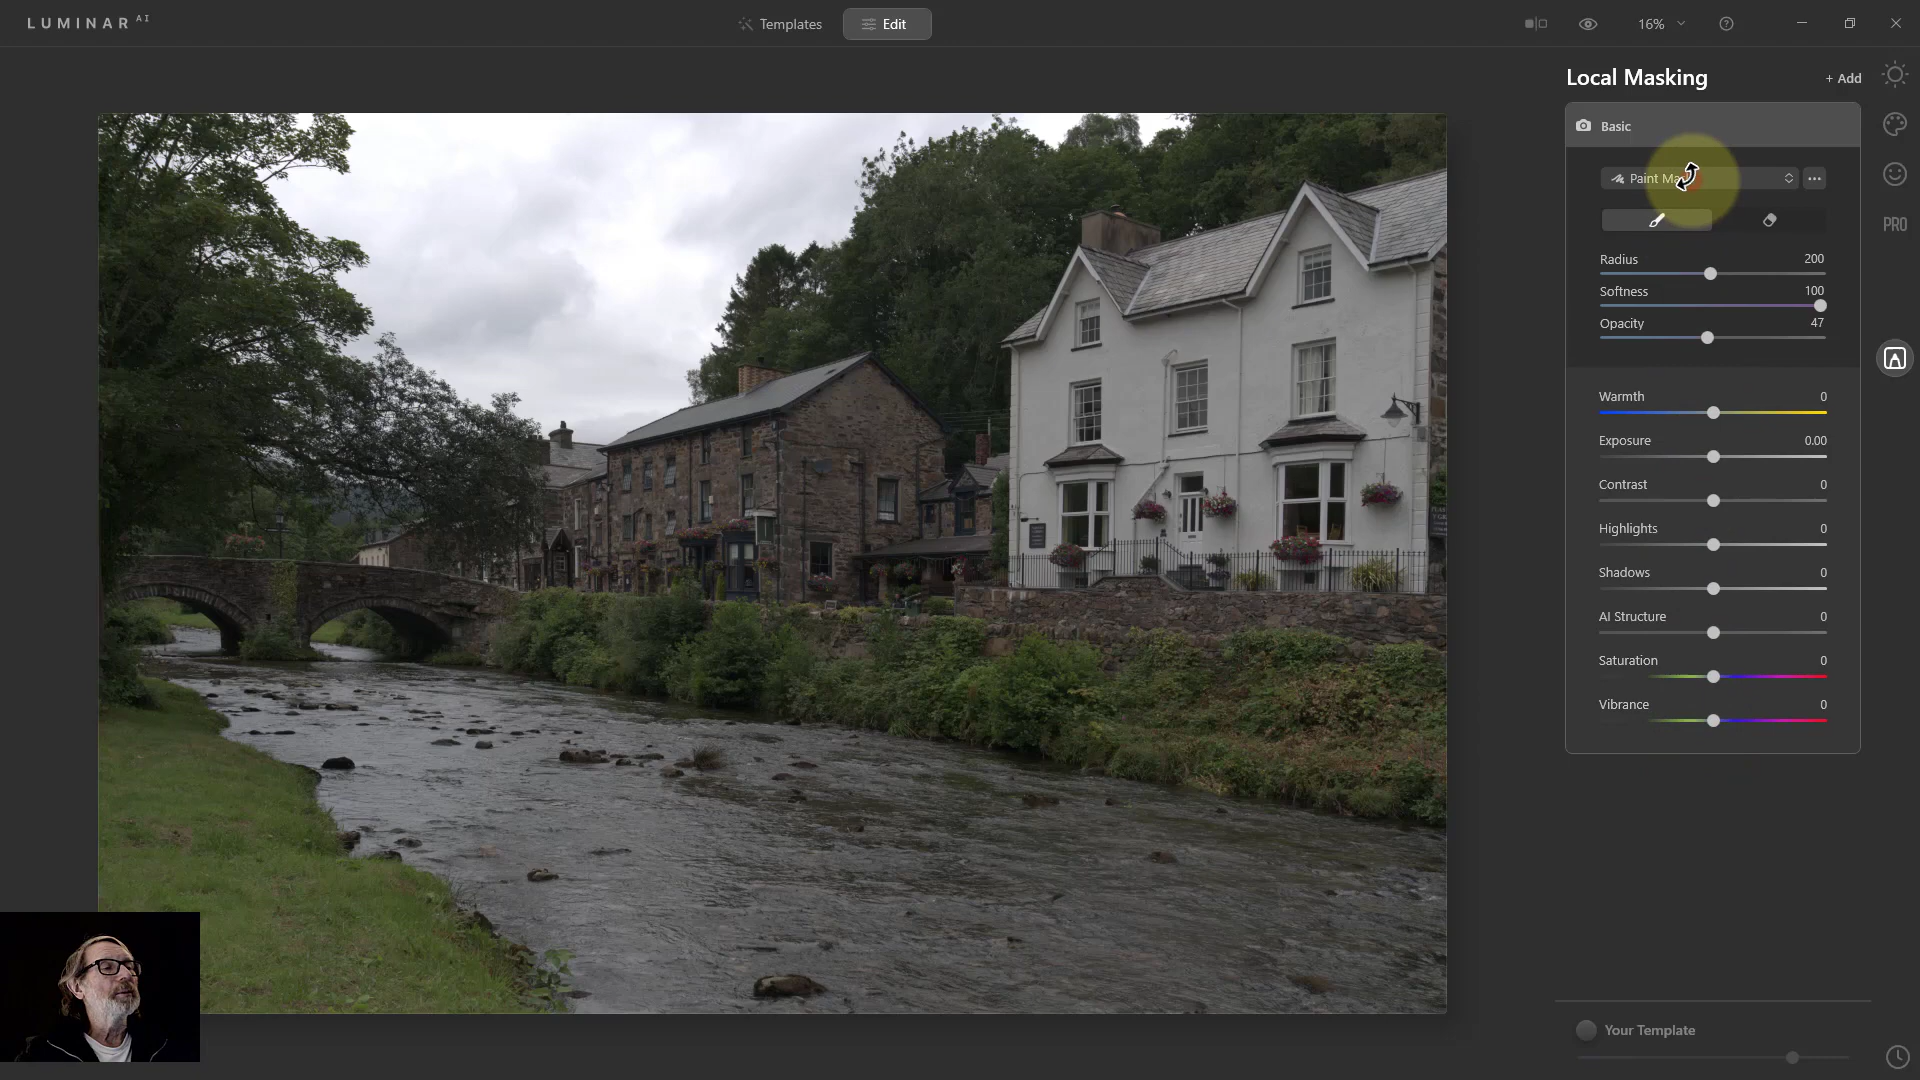 LUMINAR AI
Templates
Edit
16%
Local Masking
+ Add
Basic
Paint
Radius 200
Softness 100
Opacity 47
Warmth 0
Exposure 0.00
Contrast 0
Highlights 0
Shadows 0
AI Structure 0
Saturation 0
Vibrance 0
PRO
Your Template